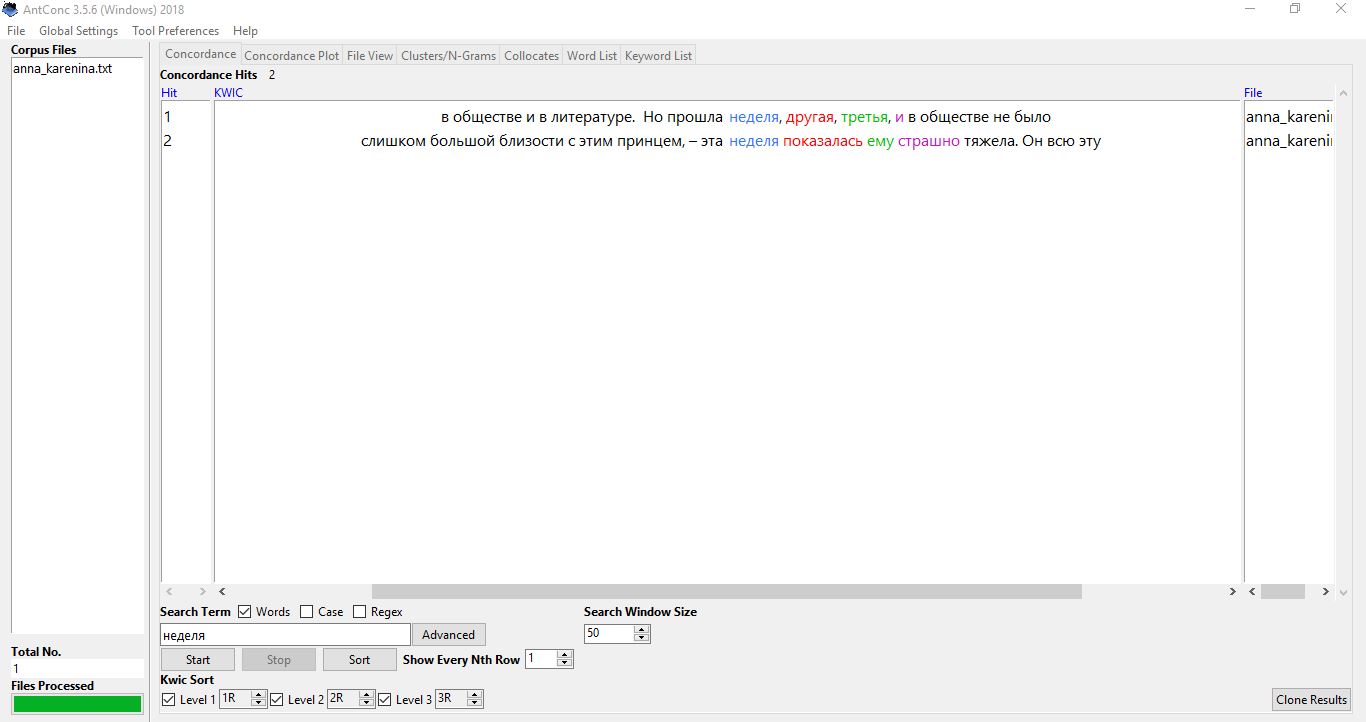 AntConc 3.5.6 (Windows) 2018
File Global Settings Tool Preferences Help
Corpus Files
anna_karenina.txt
Concordance Concordance Plot File View Clusters/N-Grams Collocates Word List Keyword List
Concordance Hits 2
Hit KWIC File
1 в обществе и в литературе. Но прошла неделя, другая, третья, и в обществе не было anna_kareni
2 слишком большой близости с этим принцем, – эта неделя показалась ему страшно тяжела. Он всю эту anna_kareni
Search Term Words Case Regex Search Window Size
неделя Advanced 50
Start Stop Sort Show Every Nth Row 1
Kwic Sort
Level 1 1R Level 2 2R Level 3 3R Clone Results
Total No.
1
Files Processed